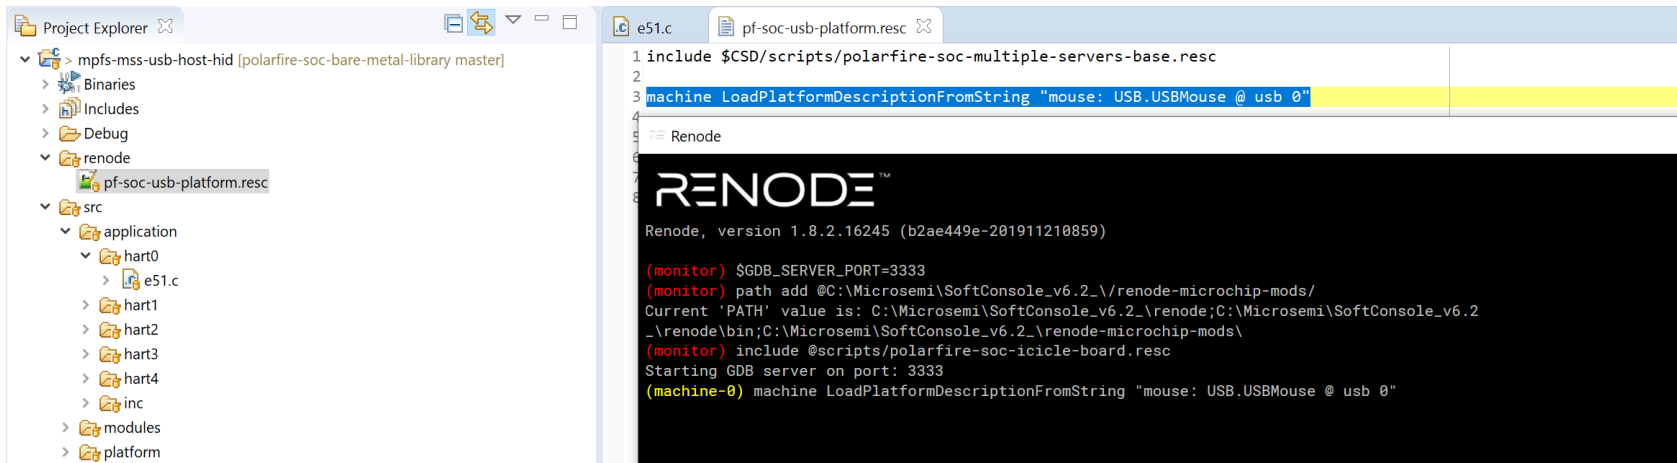 Project Explorer
mpfs-mss-usb-host-hid [polarfire-soc-bare-metal-library master]
Binaries
Includes
Debug
renode
pf-soc-usb-platform.resc
src
application
hart0
e51.c
hart1
hart2
hart3
hart4
inc
modules
platform
e51.c
pf-soc-usb-platform.resc
1 include $CSD/scripts/polarfire-soc-multiple-servers-base.resc
2
3 machine LoadPlatformDescriptionFromString "mouse: USB.USBMouse @ usb 0"
4
5
6
7
8
Renode
RENODE™
Renode, version 1.8.2.16245 (b2ae449e-201911210859)
(monitor) $GDB_SERVER_PORT=3333
(monitor) path add @C:\Microsemi\SoftConsole_v6.2_\/renode-microchip-mods/
Current 'PATH' value is: C:\Microsemi\SoftConsole_v6.2_\renode;C:\Microsemi\SoftConsole_v6.2
_\renode\bin;C:\Microsemi\SoftConsole_v6.2_\renode-microchip-mods\
(monitor) include @scripts/polarfire-soc-icicle-board.resc
Starting GDB server on port: 3333
(machine-0) machine LoadPlatformDescriptionFromString "mouse: USB.USBMouse @ usb 0"